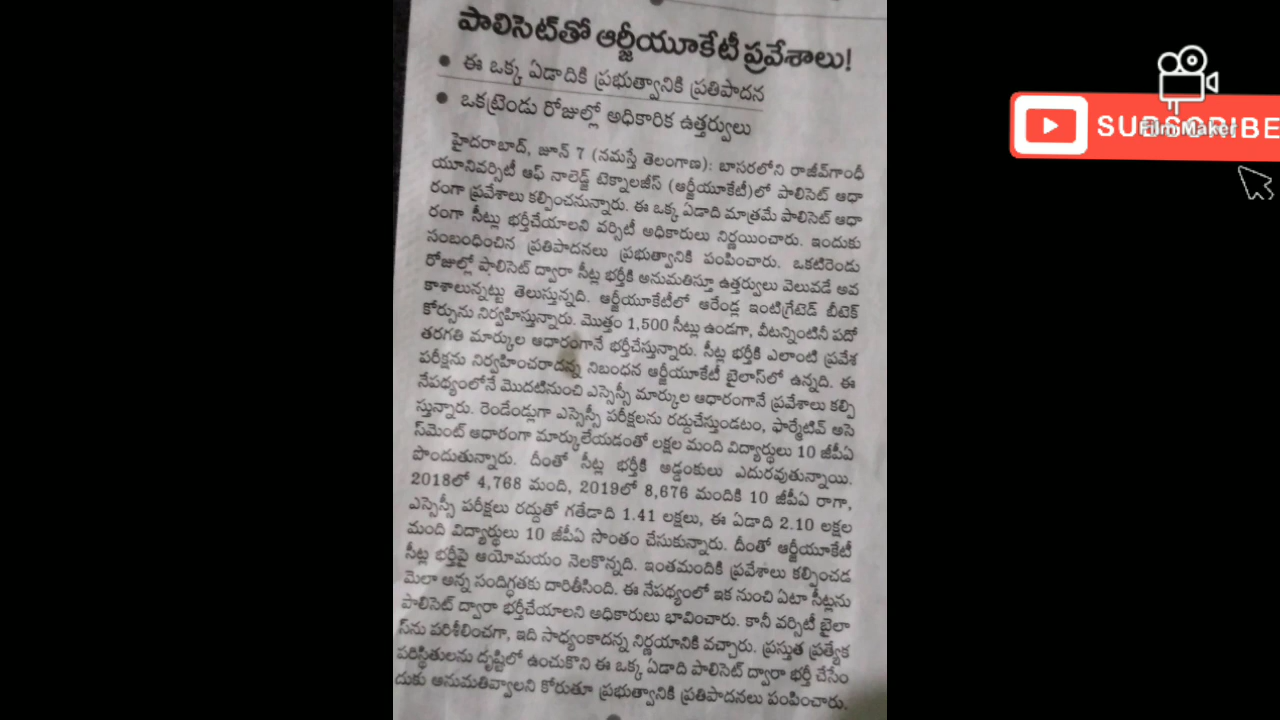 పాలిసెట్‌తో ఆర్జీయూకేటీ ప్రవేశాలు!
● ఈ ఒక్క ఏడాదికి ప్రభుత్వానికి ప్రతిపాదన
● ఒకట్రెండు రోజుల్లో అధికారిక ఉత్తర్వులు
హైదరాబాద్, జూన్ 7 (నమస్తే తెలంగాణ): బాసరలోని రాజీవ్‌గాంధీ
యూనివర్సిటీ ఆఫ్ నాలెడ్జ్ టెక్నాలజీస్ (ఆర్జీయూకేటీ)లో పాలిసెట్ ఆధా
రంగా ప్రవేశాలు కల్పించనున్నారు. ఈ ఒక్క ఏడాది మాత్రమే పాలిసెట్ ఆధా
రంగా సీట్లు భర్తీచేయాలని వర్సిటీ అధికారులు నిర్ణయించారు. ఇందుకు
సంబంధించిన ప్రతిపాదనలు ప్రభుత్వానికి పంపించారు. ఒకటిరెండు
రోజుల్లో పాలిసెట్ ద్వారా సీట్ల భర్తీకి అనుమతిస్తూ ఉత్తర్వులు వెలువడే అవ
కాశాలున్నట్టు తెలుస్తున్నది. ఆర్జీయూకేటీలో ఆరేండ్ల ఇంటిగ్రేటెడ్ బీటెక్
కోర్సును నిర్వహిస్తున్నారు. మొత్తం 1,500 సీట్లు ఉండగా, వీటన్నింటినీ పదో
తరగతి మార్కుల ఆధారంగానే భర్తీచేస్తున్నారు. సీట్ల భర్తీకి ఎలాంటి ప్రవేశ
పరీక్షను నిర్వహించరాదన్న నిబంధన ఆర్జీయూకేటీ బైలాస్‌లో ఉన్నది. ఈ
నేపథ్యంలోనే మొదటినుంచి ఎస్సెస్సీ మార్కుల ఆధారంగానే ప్రవేశాలు కల్పి
స్తున్నారు. రెండేండ్లుగా ఎస్సెస్సీ పరీక్షలను రద్దుచేస్తుండటం, ఫార్మేటివ్ అసె
స్‌మెంట్ ఆధారంగా మార్కులేయడంతో లక్షల మంది విద్యార్థులు 10 జీపీఏ
పొందుతున్నారు. దీంతో సీట్ల భర్తీకి అడ్డంకులు ఎదురవుతున్నాయి.
2018లో 4,768 మంది, 2019లో 8,676 మందికి 10 జీపీఏ రాగా,
ఎస్సెస్సీ పరీక్షలు రద్దుతో గతేడాది 1.41 లక్షలు, ఈ ఏడాది 2.10 లక్షల
మంది విద్యార్థులు 10 జీపీఏ సొంతం చేసుకున్నారు. దీంతో ఆర్జీయూకేటీ
సీట్ల భర్తీపై ఆయోమయం నెలకొన్నది. ఇంతమందికి ప్రవేశాలు కల్పించడ
మెలా అన్న సందిగ్ధతకు దారితీసింది. ఈ నేపథ్యంలో ఇక నుంచి ఏటా సీట్లను
పాలిసెట్ ద్వారా భర్తీచేయాలని అధికారులు భావించారు. కానీ వర్సిటీ బైలా
స్‌ను పరిశీలించగా, ఇది సాధ్యంకాదన్న నిర్ణయానికి వచ్చారు. ప్రస్తుత ప్రత్యేక
పరిస్థితులను దృష్టిలో ఉంచుకొని ఈ ఒక్క ఏడాది పాలిసెట్ ద్వారా భర్తీ చేసేం
దుకు అనుమతివ్వాలని కోరుతూ ప్రభుత్వానికి ప్రతిపాదనలు పంపించారు.
SUBSCRIBE
Film Maker